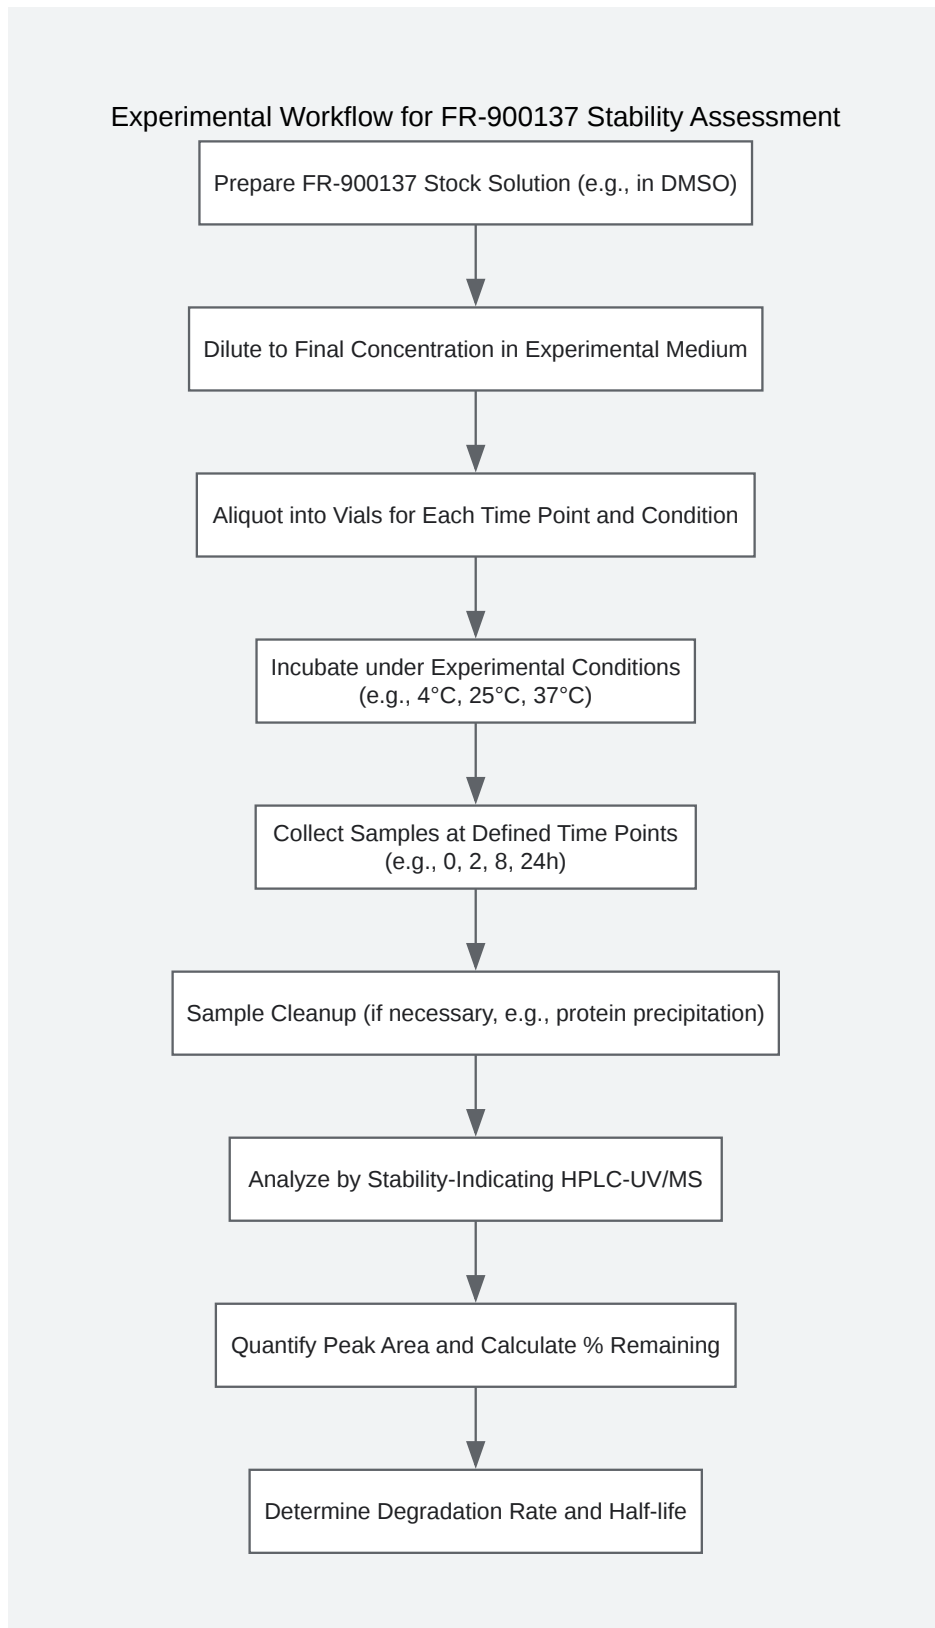 Experimental Workflow for FR-900137 Stability Assessment
Prepare FR-900137 Stock Solution (e.g., in DMSO)
Dilute to Final Concentration in Experimental Medium
Aliquot into Vials for Each Time Point and Condition
Incubate under Experimental Conditions
(e.g., 4°C, 25°C, 37°C)
Collect Samples at Defined Time Points
(e.g., 0, 2, 8, 24h)
Sample Cleanup (if necessary, e.g., protein precipitation)
Analyze by Stability-Indicating HPLC-UV/MS
Quantify Peak Area and Calculate % Remaining
Determine Degradation Rate and Half-life